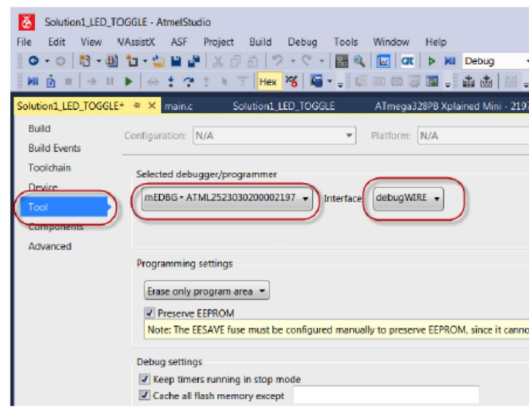 Solution1_LED_TOGGLE - AtmelStudio
File Edit View VAssistX ASF Project Build Debug Tools Window Help
Debug
Hex
Solution1_LED_TOGGLE* main.c Solution1_LED_TOGGLE ATmega328PB Xplained Mini - 2197
Build
Configuration: N/A Platform: N/A
Build Events
Toolchain
Selected debugger/programmer
Device
mEDBG • ATML2523030200002197 Interface debugWIRE
Tool
Components
Advanced
Programming settings
Erase only program area
Preserve EEPROM
Note: The EESAVE fuse must be configured manually to preserve EEPROM, since it canno
Debug settings
Keep timers running in stop mode
Cache all flash memory except